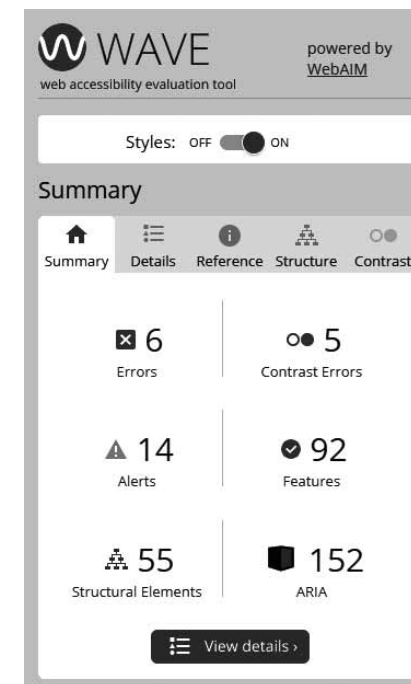 WAVE
web accessibility evaluation tool
powered by
WebAIM
Styles: OFF ON
Summary
Summary Details Reference Structure Contrast
6
Errors
5
Contrast Errors
14
Alerts
92
Features
55
Structural Elements
152
ARIA
View details ›